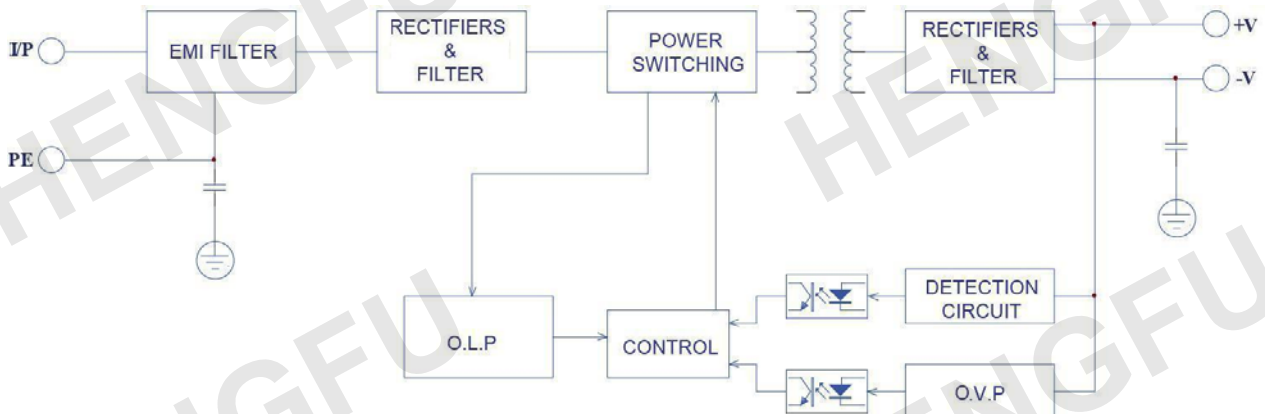 I/P
EMI FILTER
RECTIFIERS
&
FILTER
POWER
SWITCHING
RECTIFIERS
&
FILTER
+V
-V
PE
O.L.P
CONTROL
DETECTION
CIRCUIT
O.V.P
HENGFU
HENGFU
HENGFU
HENGFU